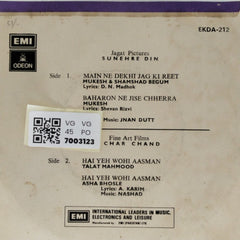 EMI
EKDA-212
ODEON
Jagat Pictures
SUNEHRE DIN
Side 1.
MAIN NE DEKHI JAG KI REET
MUKESH & SHAMSHAD BEGUM
Lyrics: D. N. Madhok
BAHARON NE JISE CHHERRA
MUKESH
Lyrics: Shevan Rizvi
Music: JNAN DUTT
VG VG
45 PO
7003123
Fine Art Films
CHAR CHAND
Side 2.
HAI YEH WOHI AASMAN
TALAT MAHMOOD
HAI YEH WOHI AASMAN
ASHA BHOSLE
Lyrics: A. KARIM
Music: NASHAD
EMI
INTERNATIONAL LEADERS IN MUSIC,
ELECTRONICS AND LEISURE